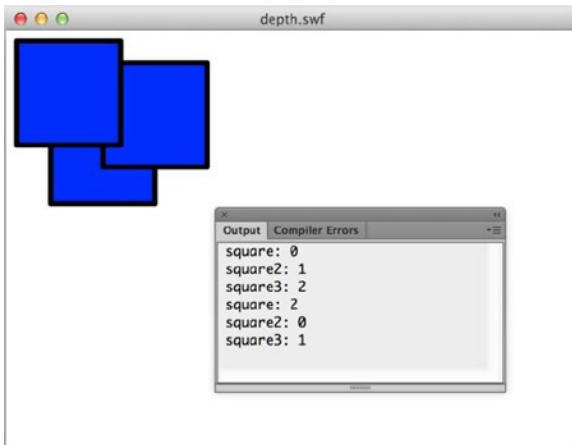 depth.swf
Output Compiler Errors
square: 0
square2: 1
square3: 2
square: 2
square2: 0
square3: 1